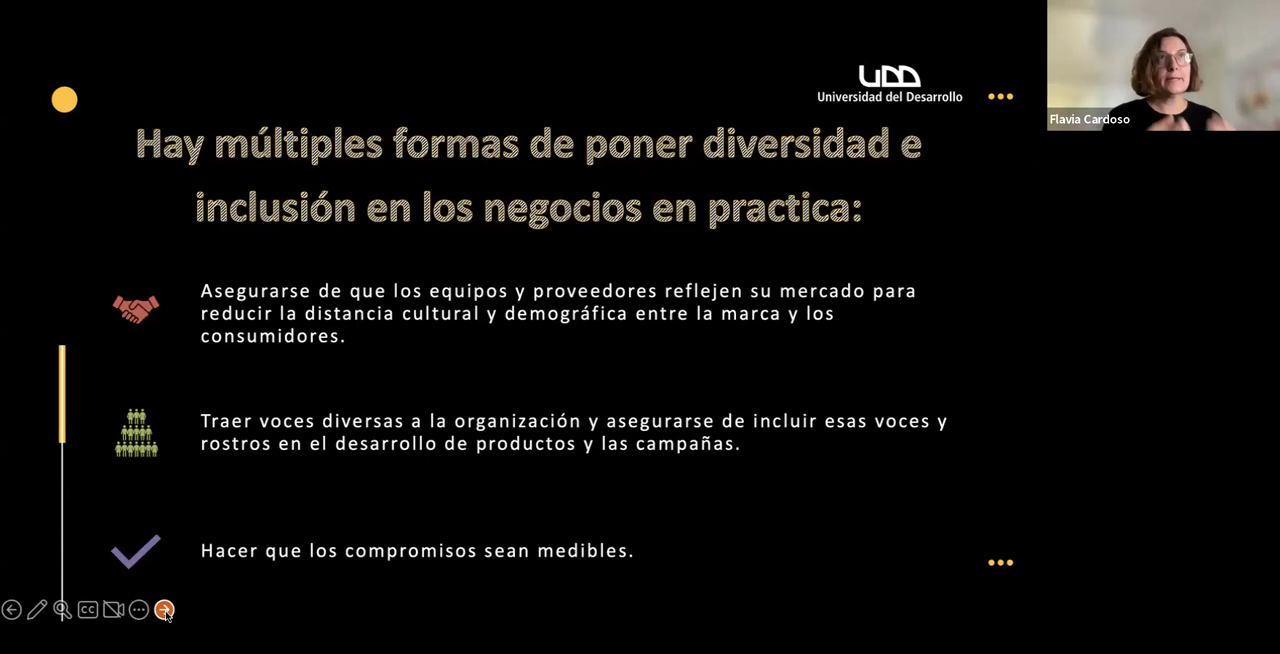 UDD
Universidad del Desarrollo
Flavia Cardoso
Hay múltiples formas de poner diversidad e
inclusión en los negocios en practica:
Asegurarse de que los equipos y proveedores reflejen su mercado para
reducir la distancia cultural y demográfica entre la marca y los
consumidores.
Traer voces diversas a la organización y asegurarse de incluir esas voces y
rostros en el desarrollo de productos y las campañas.
Hacer que los compromisos sean medibles.
CC